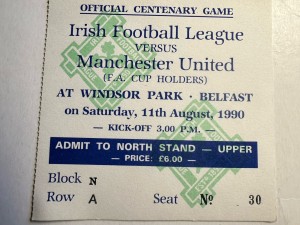 OFFICIAL CENTENARY GAME
Irish Football League
VERSUS
Manchester United
(F.A. CUP HOLDERS)
AT WINDSOR PARK • BELFAST
on Saturday, 11th August, 1990
— KICK-OFF 3.00 P.M. —
ADMIT TO NORTH STAND — UPPER
— PRICE: £6.00 —
Block N
Row A Seat No 30